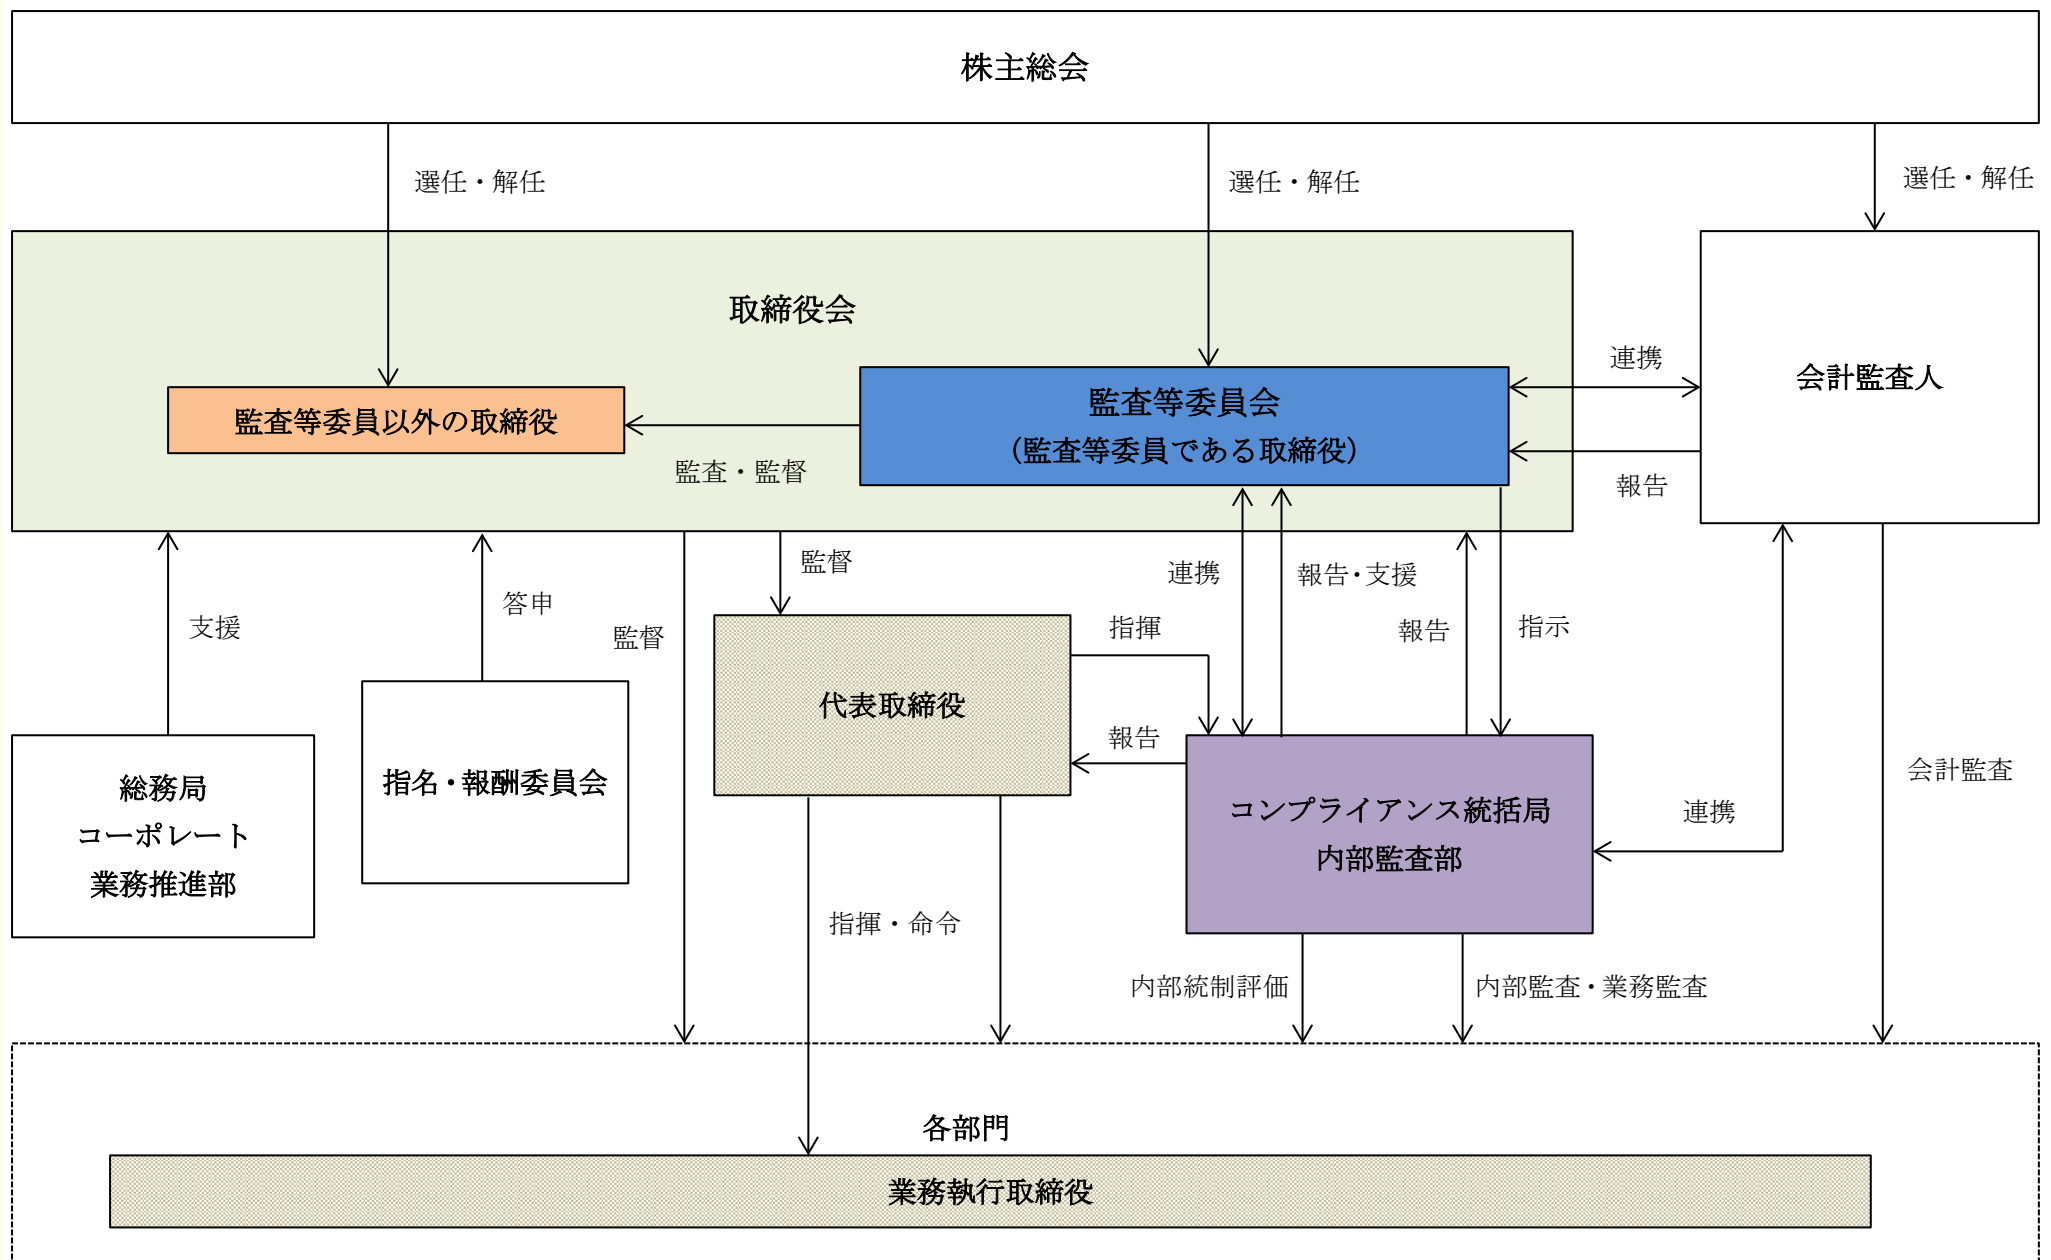 株主総会
選任・解任
選任・解任
選任・解任
取締役会
監査等委員以外の取締役
監査・監督
監査等委員会
（監査等委員である取締役）
連携
報告
会計監査人
支援
答申
監督
監督
連携
報告・支援
報告
指示
指揮
報告
代表取締役
総務局
コーポレート
業務推進部
指名・報酬委員会
コンプライアンス統括局
内部監査部
連携
会計監査
指揮・命令
内部統制評価
内部監査・業務監査
各部門
業務執行取締役